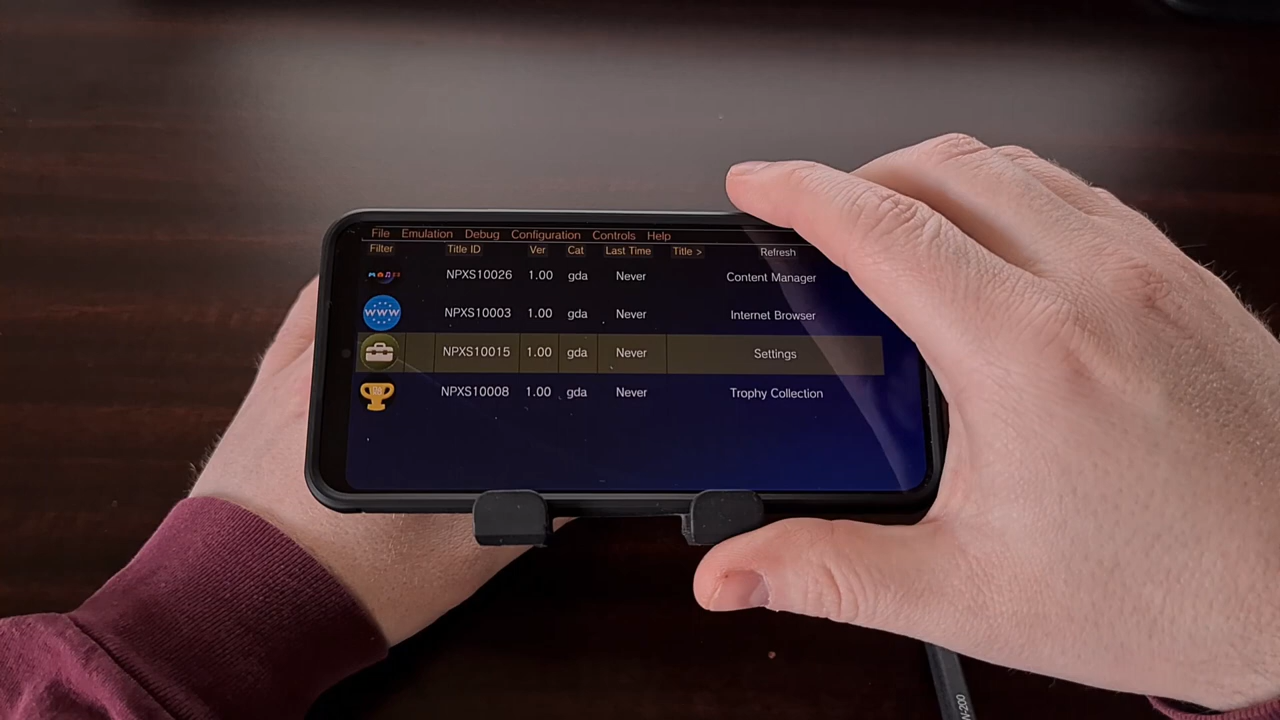 File Emulation Debug Configuration Controls Help
Filter Title ID Ver Cat Last Time Title > Refresh
NPXS10026 1.00 gda Never Content Manager
WWW NPXS10003 1.00 gda Never Internet Browser
NPXS10015 1.00 gda Never Settings
NPXS10008 1.00 gda Never Trophy Collection